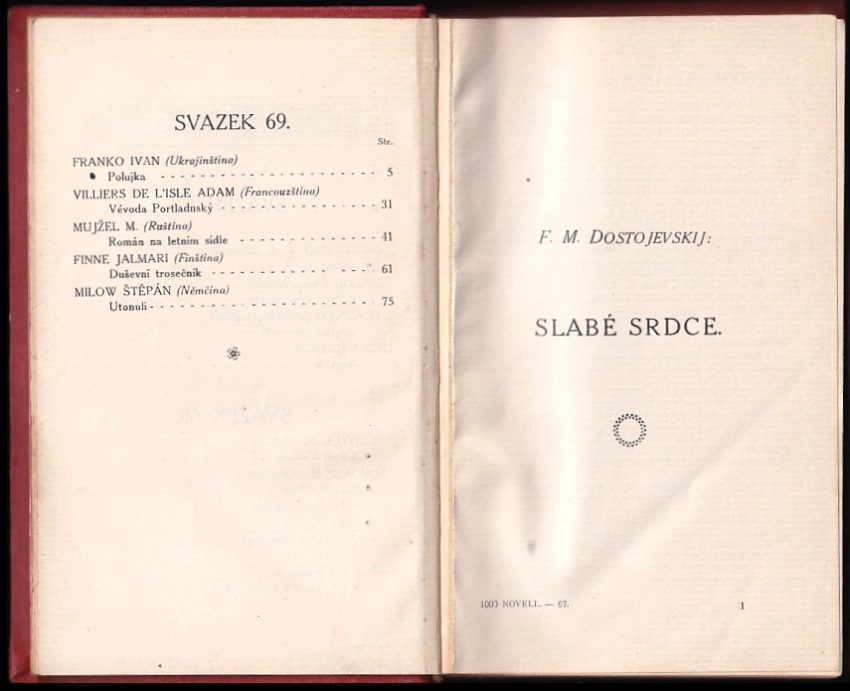 SVAZEK 69.
Str.
FRANKO IVAN (Ukrajinština)
Polujka - - - - - - - - - - - - - - - - - - - - - - - 5
VILLIERS DE L'ISLE ADAM (Francouzština)
Vévoda Portladnský - - - - - - - - - - - - - - - - - 31
MUJŽEL M. (Ruština)
Román na letním sídle - - - - - - - - - - - - - - - 41
FINNE JALMARI (Finština)
Duševní trosečník - - - - - - - - - - - - - - - - 61
MILOW ŠTĚPÁN (Němčina)
Utonuli - - - - - - - - - - - - - - - - - - - - - - - - 75
F. M. DOSTOJEVSKIJ:
SLABÉ SRDCE.
1000 NOVELL. — 67. 1